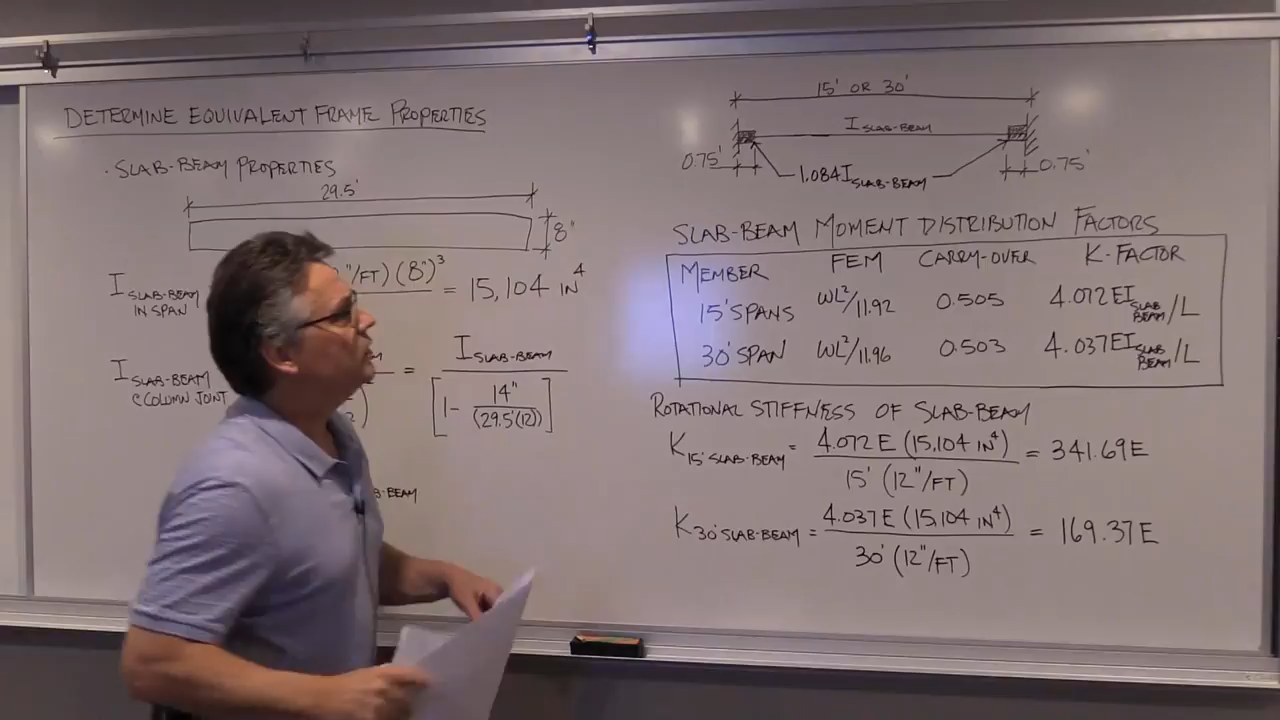 DETERMINE EQUIVALENT FRAME PROPERTIES
· SLAB-BEAM PROPERTIES
29.5'
8"
I SLAB-BEAM IN SPAN
"/FT) (8")³ = 15,104 IN⁴
I SLAB-BEAM @ COLUMN JOINT
= I SLAB-BEAM / [1 - 14" / (29.5'(12))]
2)
-BEAM
15' OR 30'
I SLAB-BEAM
0.75'
1.084 I SLAB-BEAM
0.75'
SLAB-BEAM MOMENT DISTRIBUTION FACTORS
MEMBER FEM CARRY-OVER K-FACTOR
15' SPANS WL²/11.92 0.505 4.072EI SLAB BEAM/L
30' SPAN WL²/11.96 0.503 4.037EI SLAB BEAM/L
ROTATIONAL STIFFNESS OF SLAB-BEAM
K 15' SLAB-BEAM = 4.072 E (15,104 IN⁴) / 15' (12"/FT) = 341.69E
K 30' SLAB-BEAM = 4.037 E (15,104 IN⁴) / 30' (12"/FT) = 169.37E